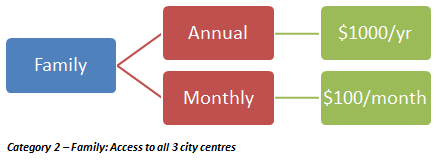 Annual
$1000/yr
Family
Monthly
$100/month
Category 2 – Family: Access to all 3 city centres